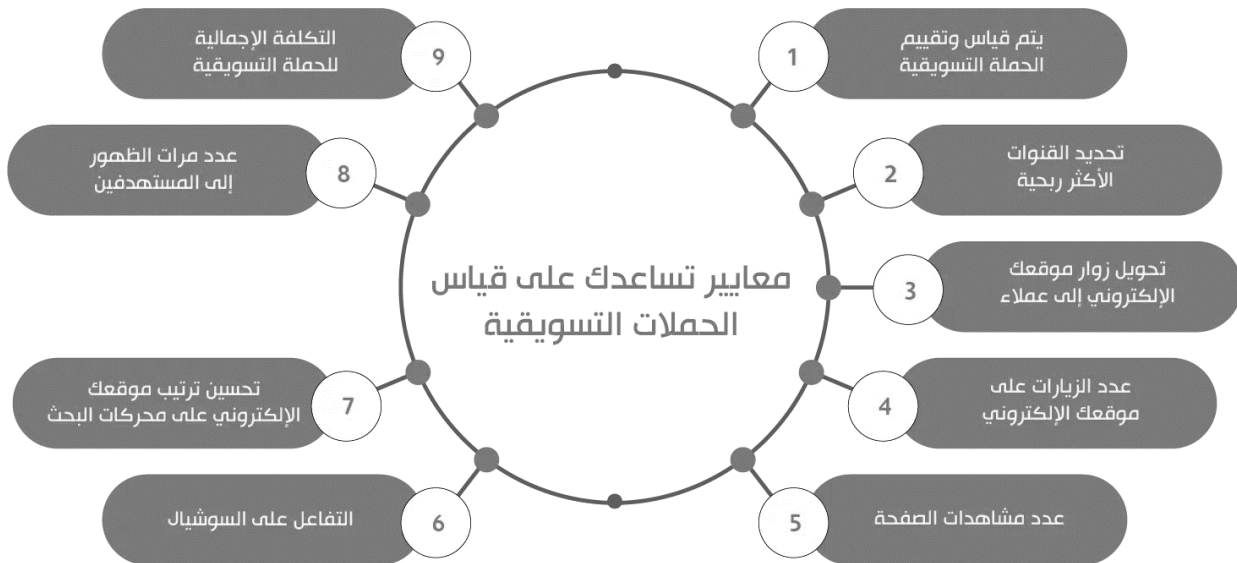 معايير تساعدك على قياس
الحملات التسويقية
1
يتم قياس وتقييم
الحملة التسويقية
2
تحديد القنوات
الأكثر ربحية
3
تحويل زوار موقعك
الإلكتروني إلى عملاء
4
عدد الزيارات على
موقعك الإلكتروني
5
عدد مشاهدات الصفحة
6
التفاعل على السوشيال
7
تحسين ترتيب موقعك
الإلكتروني على محركات البحث
8
عدد مرات الظهور
إلى المستهدفين
9
التكلفة الإجمالية
للحملة التسويقية